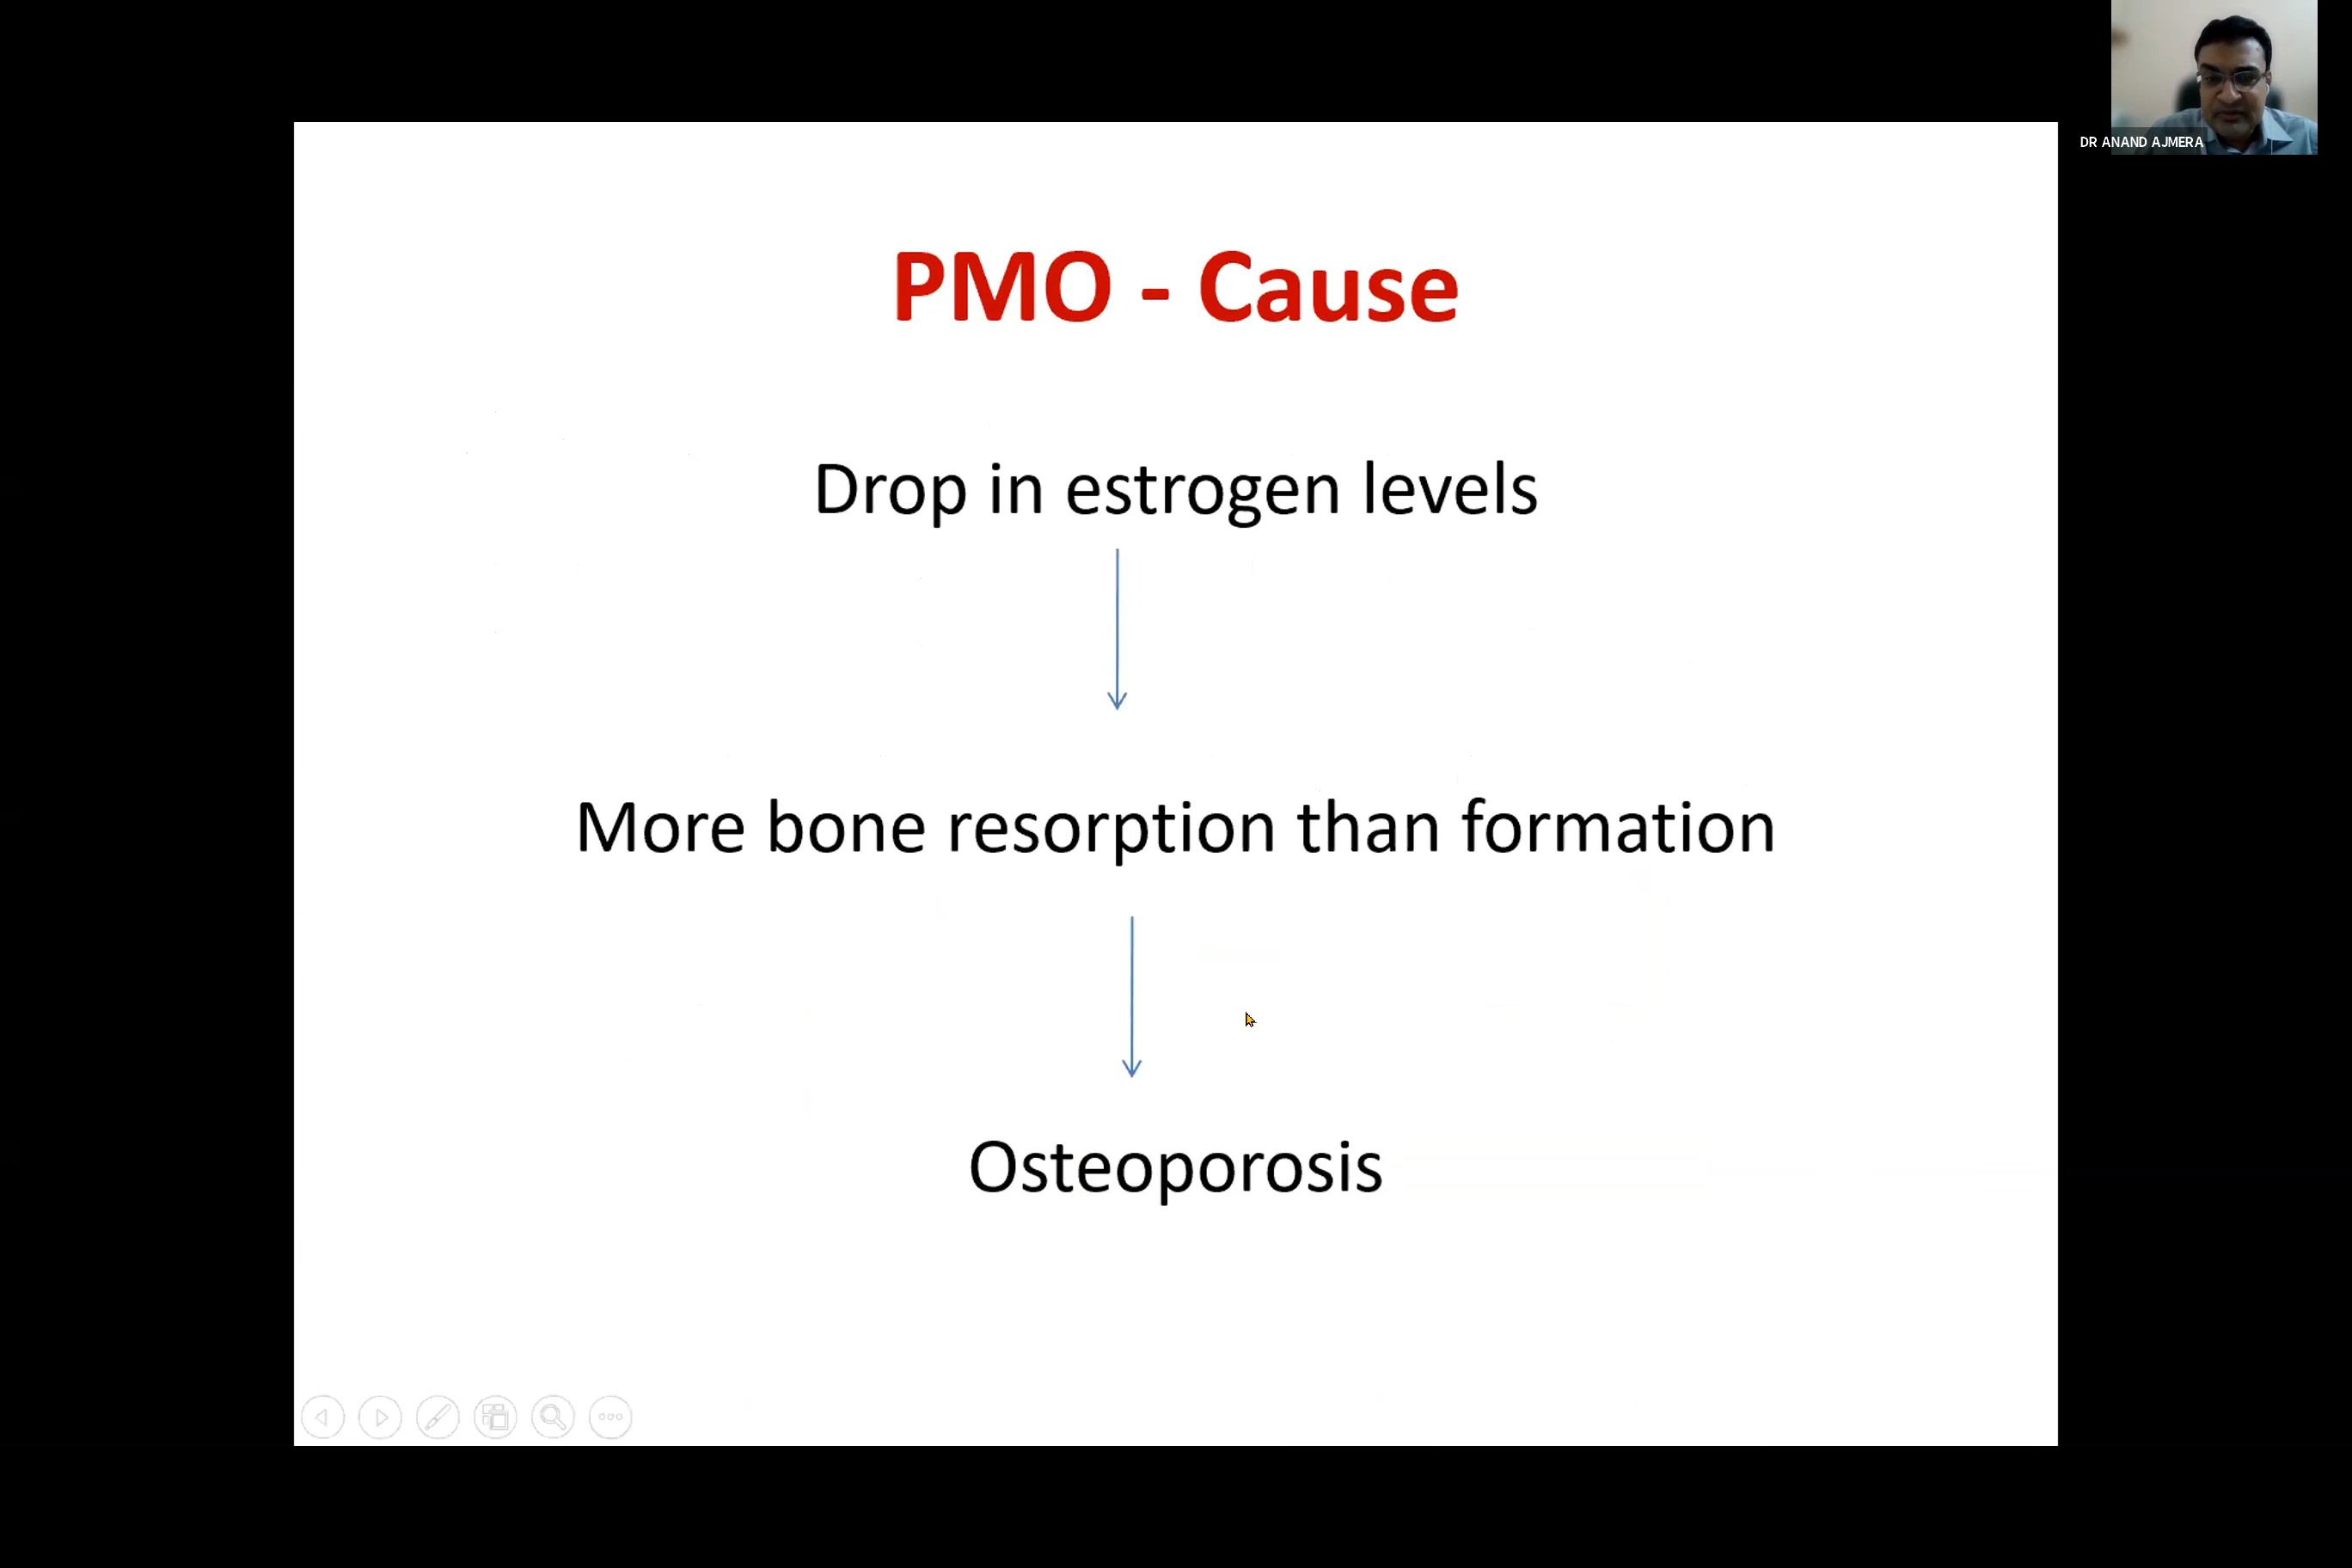 DR ANAND AJMERA
PMO - Cause
Drop in estrogen levels
More bone resorption than formation
Osteoporosis